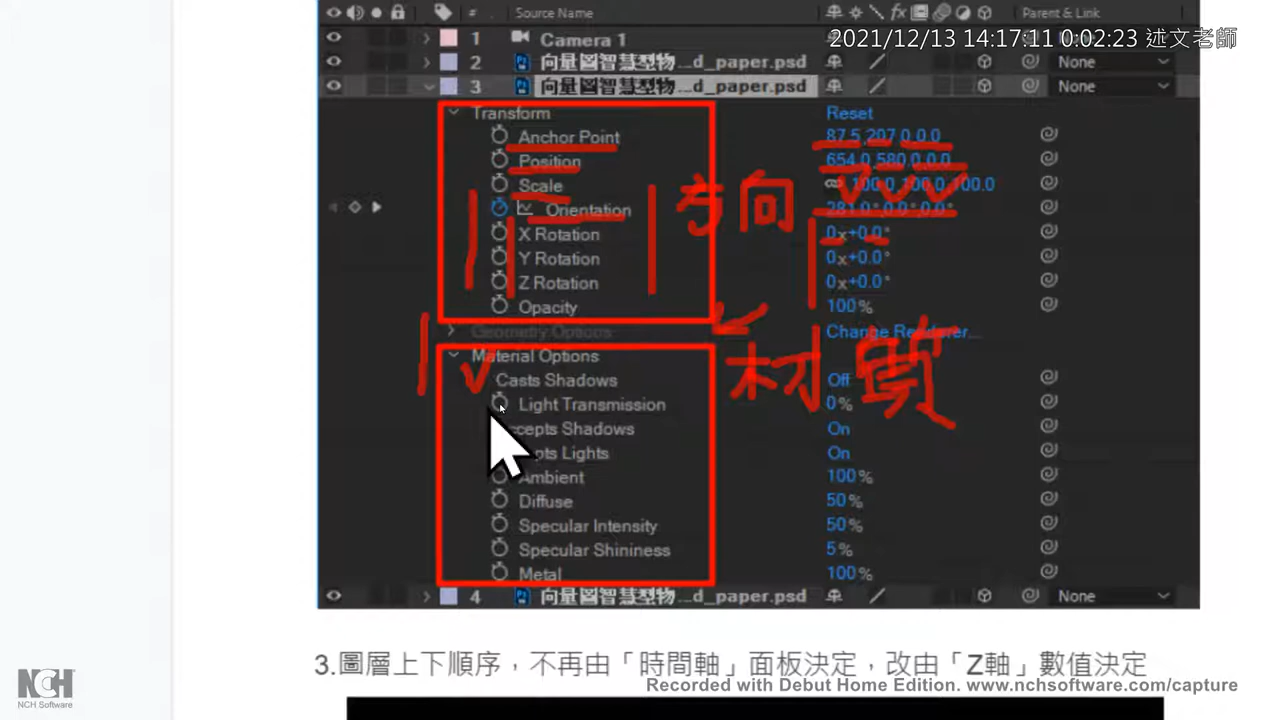 # Source Name Parent & Link
1 Camera 1
2021/12/13 14:17:11 0:02:23 述文老師
2 向量圖智慧型物...d_paper.psd None
3 向量圖智慧型物...d_paper.psd None
Transform Reset
Anchor Point 87.5,207.0,0.0
Position 654.0,580.0,0.0
Scale 100.0,100.0,100.0
Orientation 281.0°,0.0°,0.0°
方向
X Rotation 0x+0.0°
Y Rotation 0x+0.0°
Z Rotation 0x+0.0°
Opacity 100%
Geometry Options Change Renderer...
Material Options
材質
Casts Shadows Off
Light Transmission 0%
ccepts Shadows On
pts Lights On
Ambient 100%
Diffuse 50%
Specular Intensity 50%
Specular Shininess 5%
Metal 100%
4 向量圖智慧型物...d_paper.psd None
3.圖層上下順序，不再由「時間軸」面板決定，改由「Z軸」數值決定
NCH
NCH Software
Recorded with Debut Home Edition. www.nchsoftware.com/capture